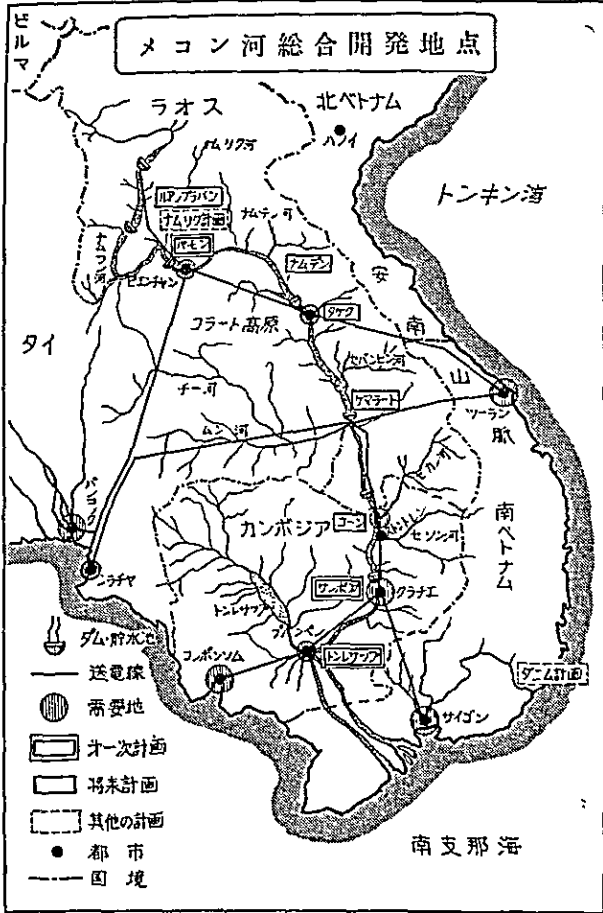 メコン河総合開発地点
ビルマ
ラオス
北ベトナム
ハノイ
ナムリク河
トンキン海
ルアンプラバン
ナムリク計画
パモン
ナムテン河
ナムデン
ビエンチャン
タイ
コラート高原
タケク
安南山脈
セバンヒン河
ケマラート
チー河
ムン河
ツーラン
バンコック
カンボジア
コーン
セカン河
セソン河
南ベトナム
シラチヤ
トンレサップ
サンボル
クラチエ
プノンペン
コンポンソム
トンレサップ
ダニム計画
サイゴン
ダム・貯水池
送電線
需要地
才一次計画
将来計画
其他の計画
都市
国境
南支那海